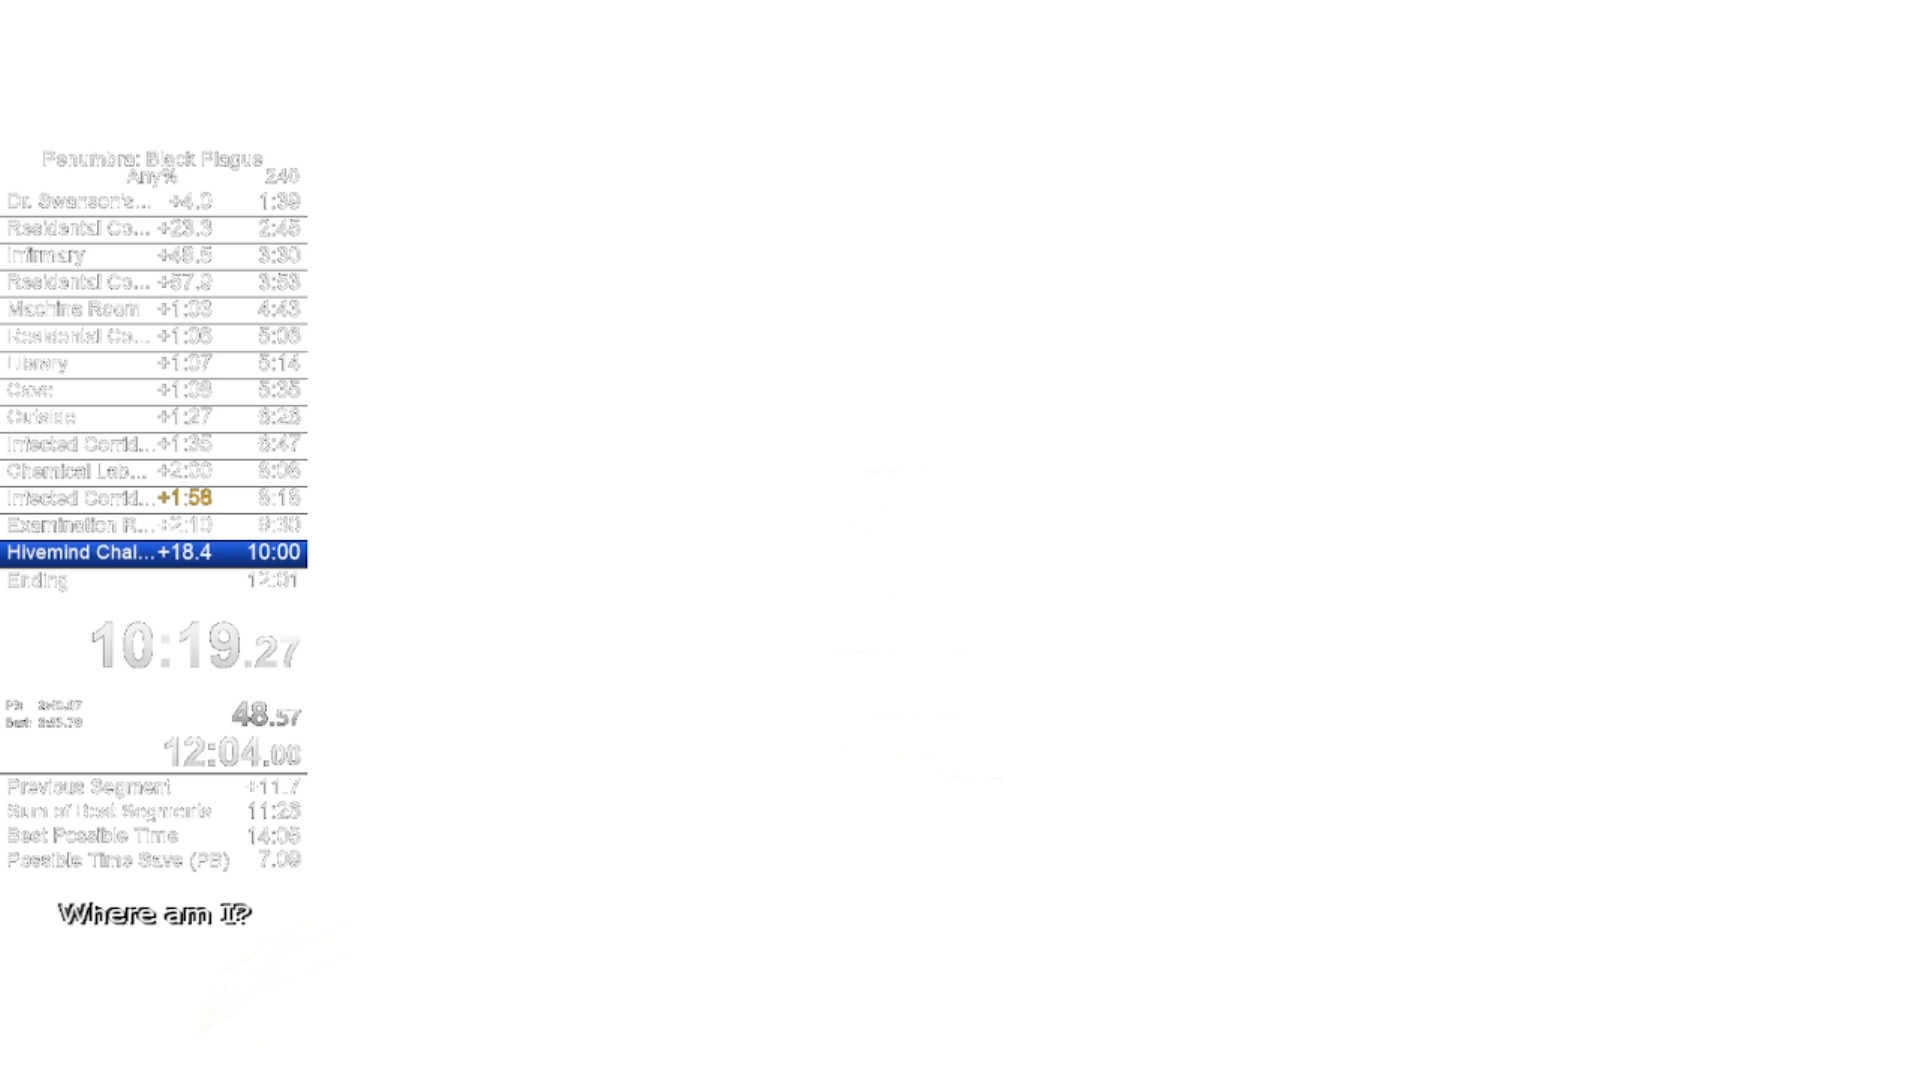 Penumbra: Black Plague
Any% 240
Dr. Swanson's... +4.0 1:39
Residental Co... +23.3 2:45
Infirmary +48.5 3:30
Residental Co... +57.9 3:53
Machine Room +1:03 4:43
Residental Co... +1:06 5:06
Library +1:07 5:14
Cave +1:09 5:35
Outside +1:27 6:26
Infected Corrid... +1:35 6:47
Chemical Lab... +2:00 8:06
Infected Corrid... +1:58 8:18
Examination R... +2:10 9:30
Hivemind Chal... +18.4 10:00
Ending 12:01
10:19.27
PB: 48.57
Best:
12:04.00
Previous Segment +11.7
Sum of Best Segments 11:26
Best Possible Time 14:05
Possible Time Save (PB) 7.09
Where am I?